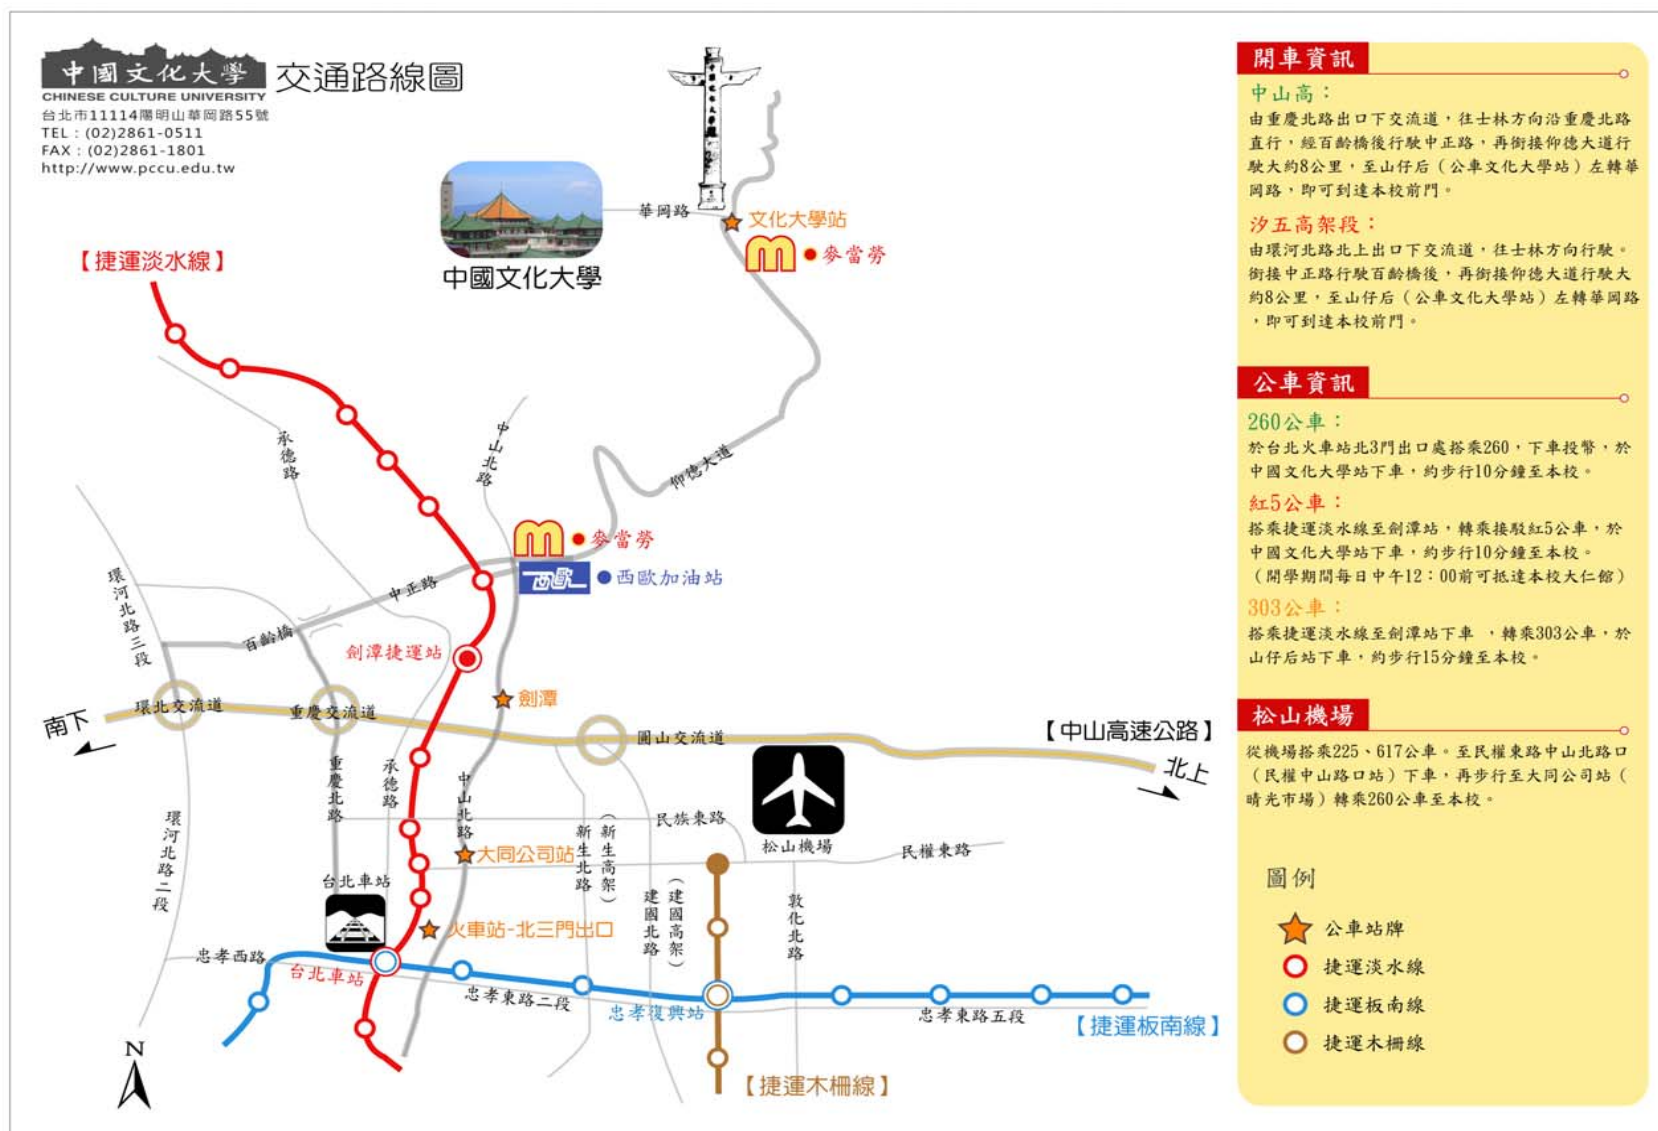 中國文化大學
CHINESE CULTURE UNIVERSITY
交通路線圖
台北市11114陽明山華岡路55號
TEL：(02)2861-0511
FAX：(02)2861-1801
http://www.pccu.edu.tw
華岡路
文化大學站
麥當勞
中國文化大學
【捷運淡水線】
承德路
中山北路
仰德大道
麥當勞
西歐
西歐加油站
環河北路三段
中正路
百齡橋
劍潭捷運站
劍潭
環北交流道
重慶交流道
圓山交流道
南下
【中山高速公路】
北上
重慶北路
承德路
中山北路
環河北路二段
民族東路
松山機場
民權東路
大同公司站
新生北路
（新生高架）
建國北路
（建國高架）
敦化北路
台北車站
火車站-北三門出口
忠孝西路
台北車站
忠孝東路二段
忠孝復興站
忠孝東路五段
【捷運板南線】
【捷運木柵線】
N
開車資訊
中山高：
由重慶北路出口下交流道，往士林方向沿重慶北路
直行，經百齡橋後行駛中正路，再銜接仰德大道行
駛大約8公里，至山仔后（公車文化大學站）左轉華
岡路，即可到達本校前門。
汐五高架段：
由環河北路北上出口下交流道，往士林方向行駛。
銜接中正路行駛百齡橋後，再銜接仰德大道行駛大
約8公里，至山仔后（公車文化大學站）左轉華岡路
，即可到達本校前門。
公車資訊
260公車：
於台北火車站北3門出口處搭乘260，下車投幣，於
中國文化大學站下車，約步行10分鐘至本校。
紅5公車：
搭乘捷運淡水線至劍潭站，轉乘接駁紅5公車，於
中國文化大學站下車，約步行10分鐘至本校。
（開學期間每日中午12：00前可抵達本校大仁館）
303公車：
搭乘捷運淡水線至劍潭站下車 ，轉乘303公車，於
山仔后站下車，約步行15分鐘至本校。
松山機場
從機場搭乘225、617公車。至民權東路中山北路口
（民權中山路口站）下車，再步行至大同公司站（
晴光市場）轉乘260公車至本校。
圖例
公車站牌
捷運淡水線
捷運板南線
捷運木柵線